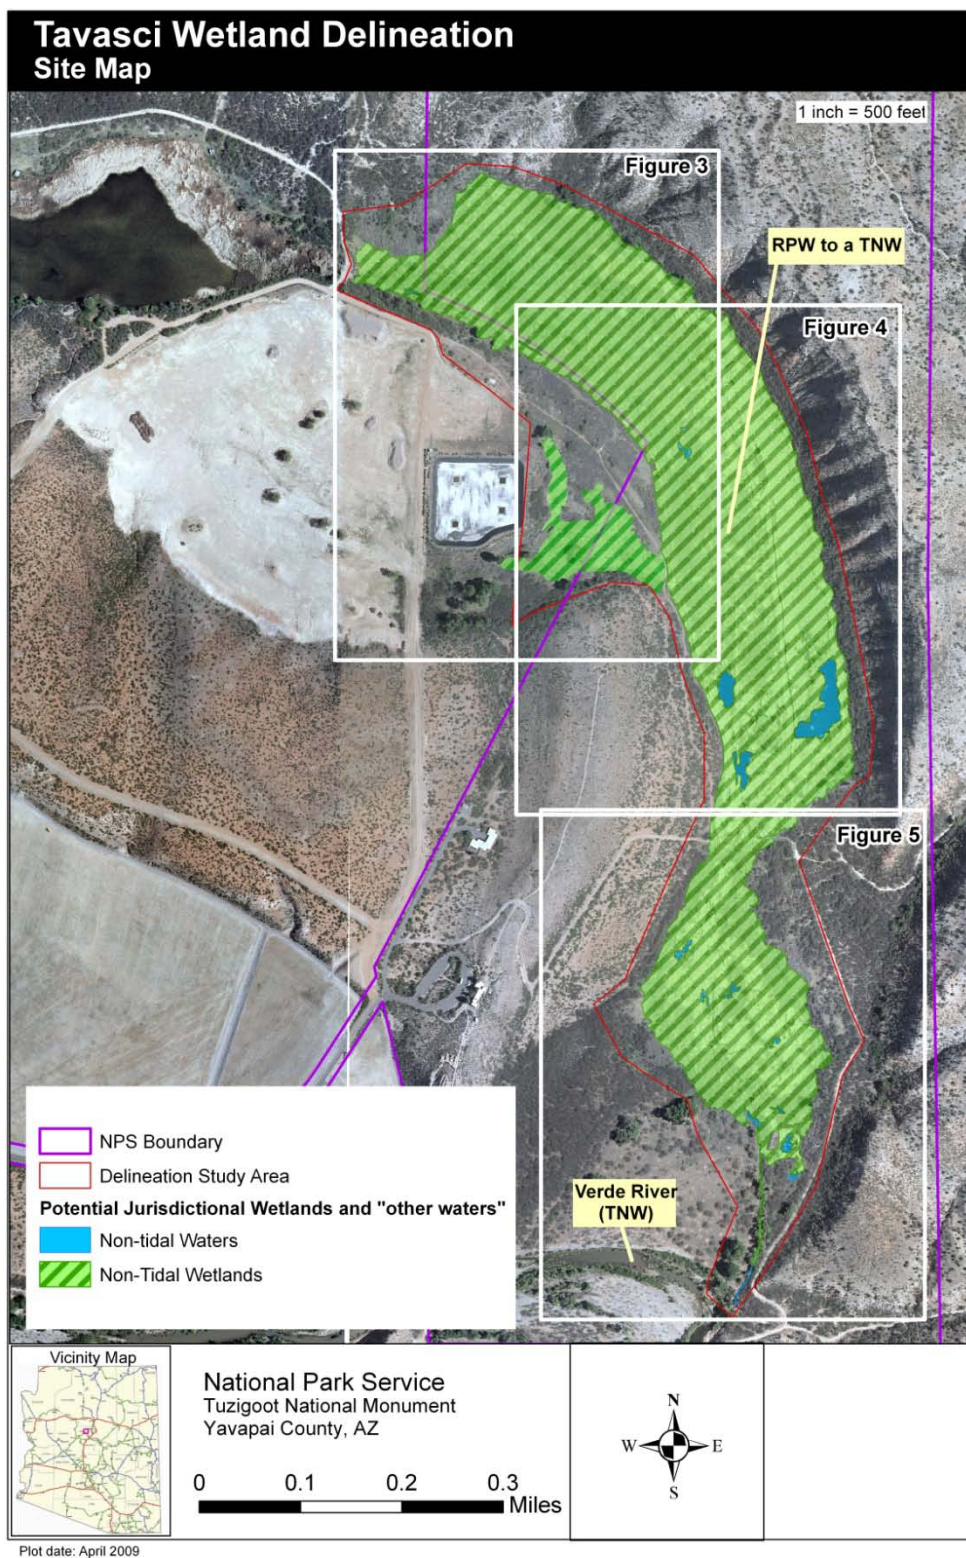 Tavasci Wetland Delineation
Site Map
1 inch = 500 feet
Figure 3
RPW to a TNW
Figure 4
Figure 5
NPS Boundary
Delineation Study Area
Potential Jurisdictional Wetlands and "other waters"
Non-tidal Waters
Non-Tidal Wetlands
Verde River
(TNW)
Vicinity Map
National Park Service
Tuzigoot National Monument
Yavapai County, AZ
0 0.1 0.2 0.3
Miles
N
W E
S
Plot date: April 2009